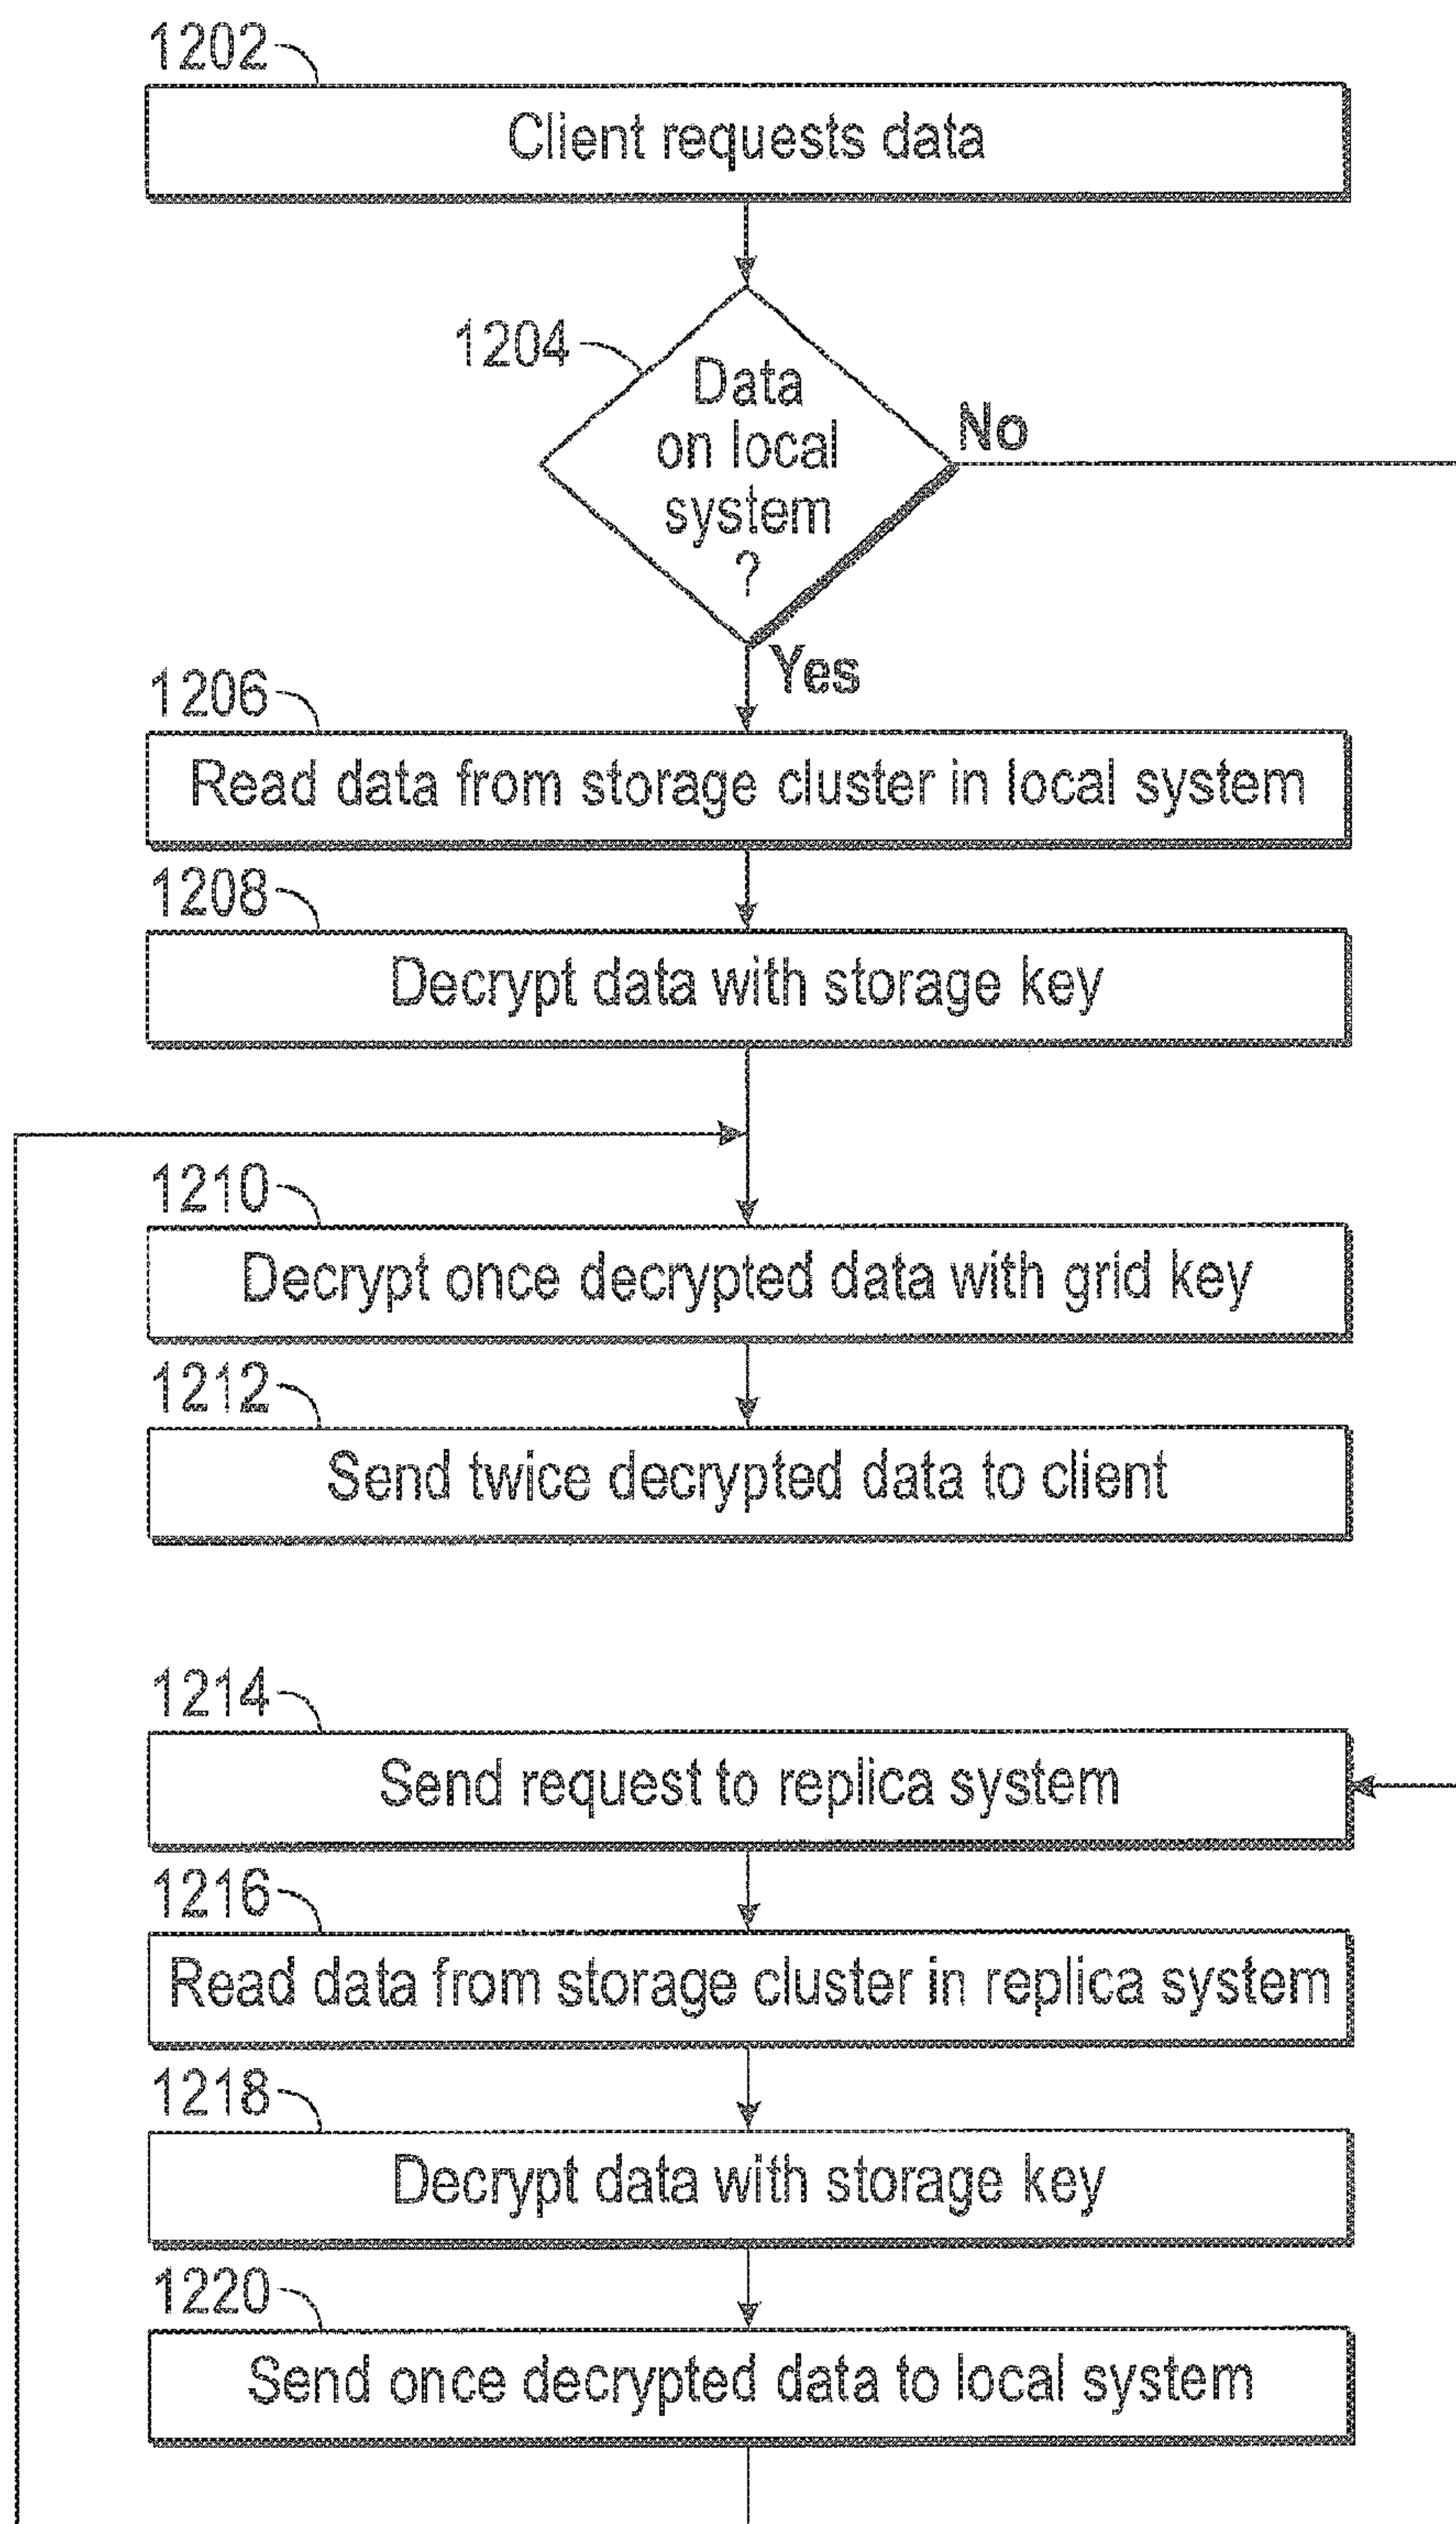 1202
Client requests data
1204
Data
on local
system
?
No
Yes
1206
Read data from storage cluster in local system
1208
Decrypt data with storage key
1210
Decrypt once decrypted data with grid key
1212
Send twice decrypted data to client
1214
Send request to replica system
1216
Read data from storage cluster in replica system
1218
Decrypt data with storage key
1220
Send once decrypted data to local system